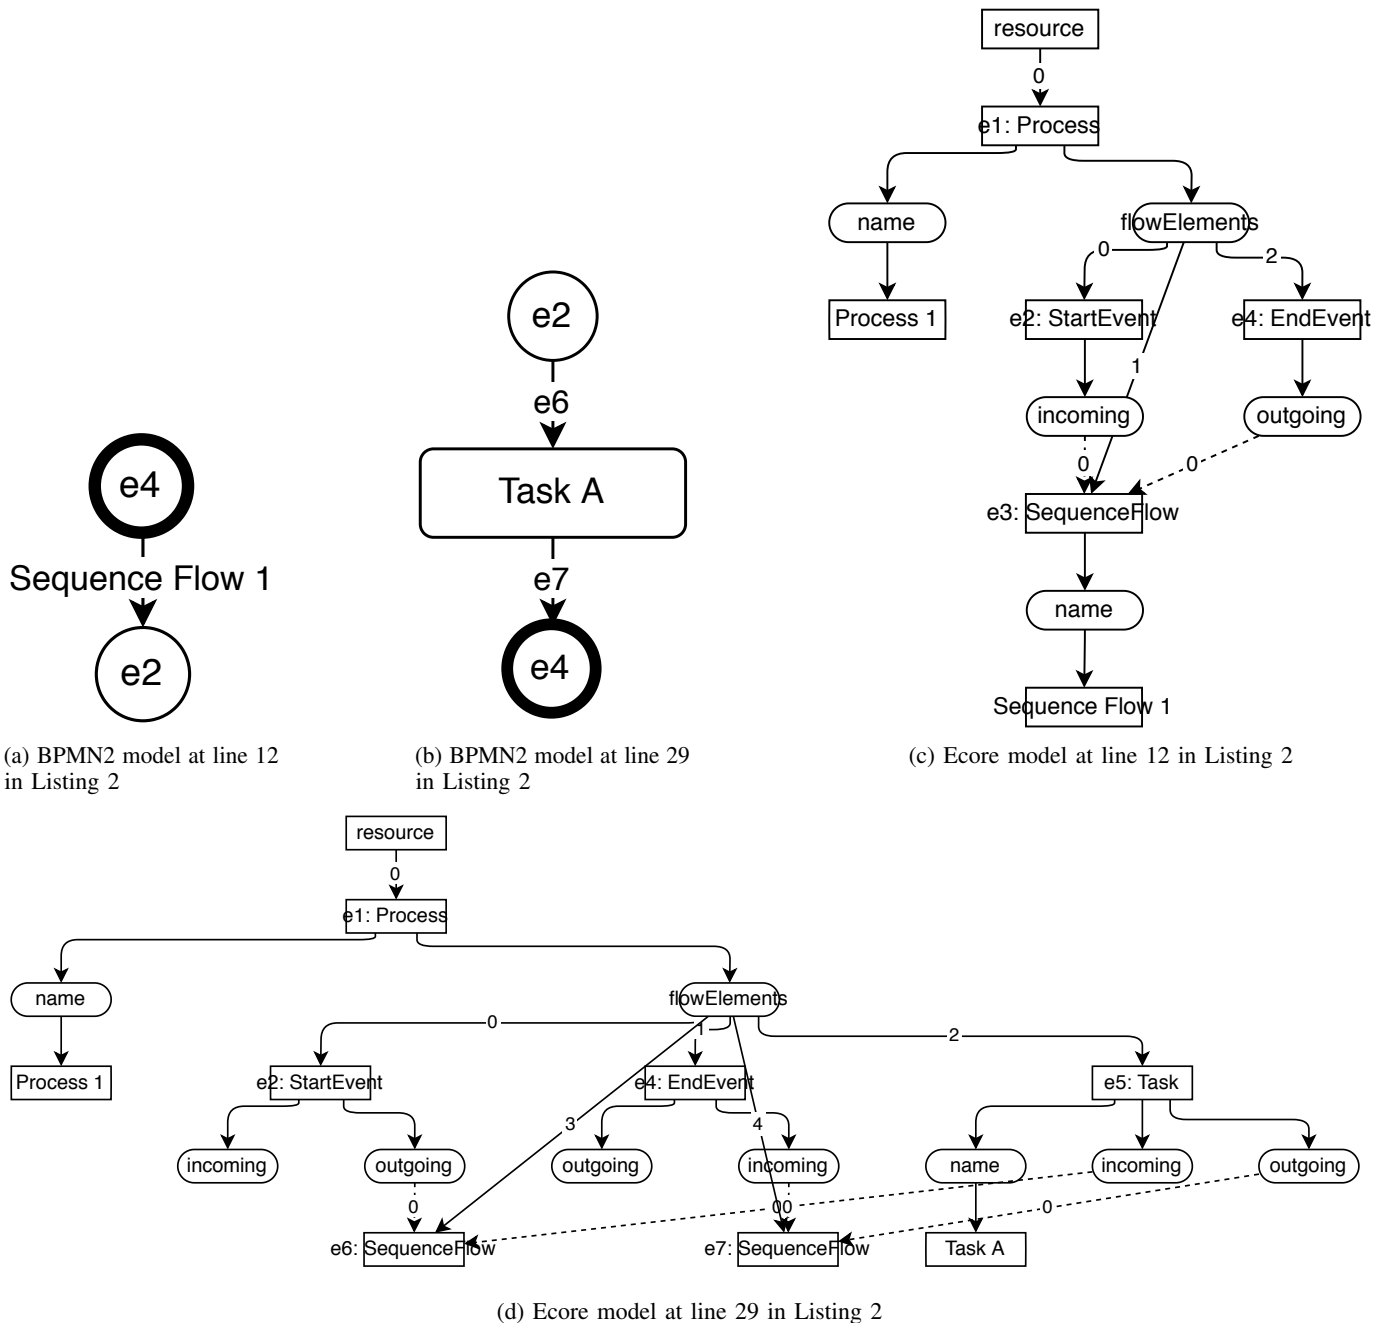 e4
Sequence Flow 1
e2
(a) BPMN2 model at line 12
in Listing 2
e2
e6
Task A
e7
e4
(b) BPMN2 model at line 29
in Listing 2
resource
0
e1: Process
name
flowElements
0
2
Process 1
e2: StartEvent
e4: EndEvent
1
incoming
outgoing
0
0
e3: SequenceFlow
name
Sequence Flow 1
(c) Ecore model at line 12 in Listing 2
resource
0
e1: Process
name
flowElements
0
1
2
Process 1
e2: StartEvent
e4: EndEvent
e5: Task
3
4
incoming
outgoing
outgoing
incoming
name
incoming
outgoing
0
00
0
e6: SequenceFlow
e7: SequenceFlow
Task A
(d) Ecore model at line 29 in Listing 2